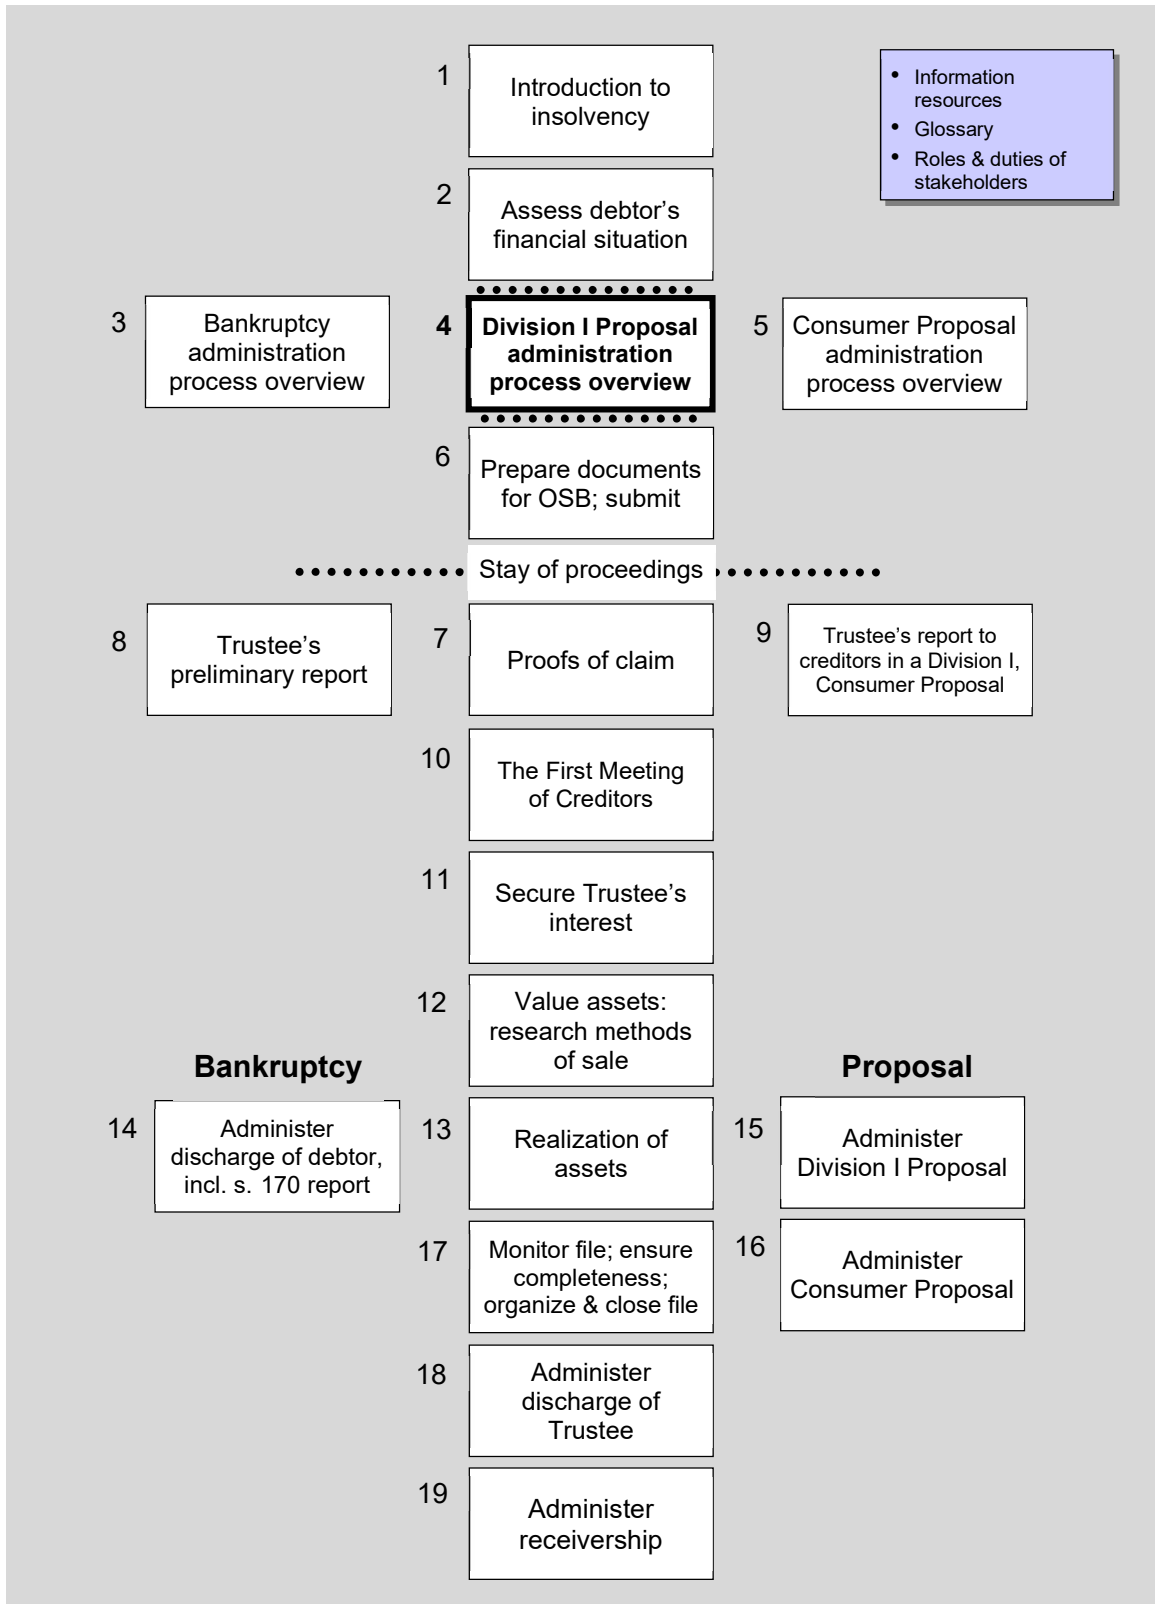 1
Introduction to
insolvency
• Information
resources
• Glossary
• Roles & duties of
stakeholders
2
Assess debtor’s
financial situation
3
Bankruptcy
administration
process overview
4
Division I Proposal
administration
process overview
5
Consumer Proposal
administration
process overview
6
Prepare documents
for OSB; submit
Stay of proceedings
8
Trustee’s
preliminary report
7
Proofs of claim
9
Trustee’s report to
creditors in a Division I,
Consumer Proposal
10
The First Meeting
of Creditors
11
Secure Trustee’s
interest
12
Value assets:
research methods
of sale
Bankruptcy
Proposal
14
Administer
discharge of debtor,
incl. s. 170 report
13
Realization of
assets
15
Administer
Division I Proposal
17
Monitor file; ensure
completeness;
organize & close file
16
Administer
Consumer Proposal
18
Administer
discharge of
Trustee
19
Administer
receivership